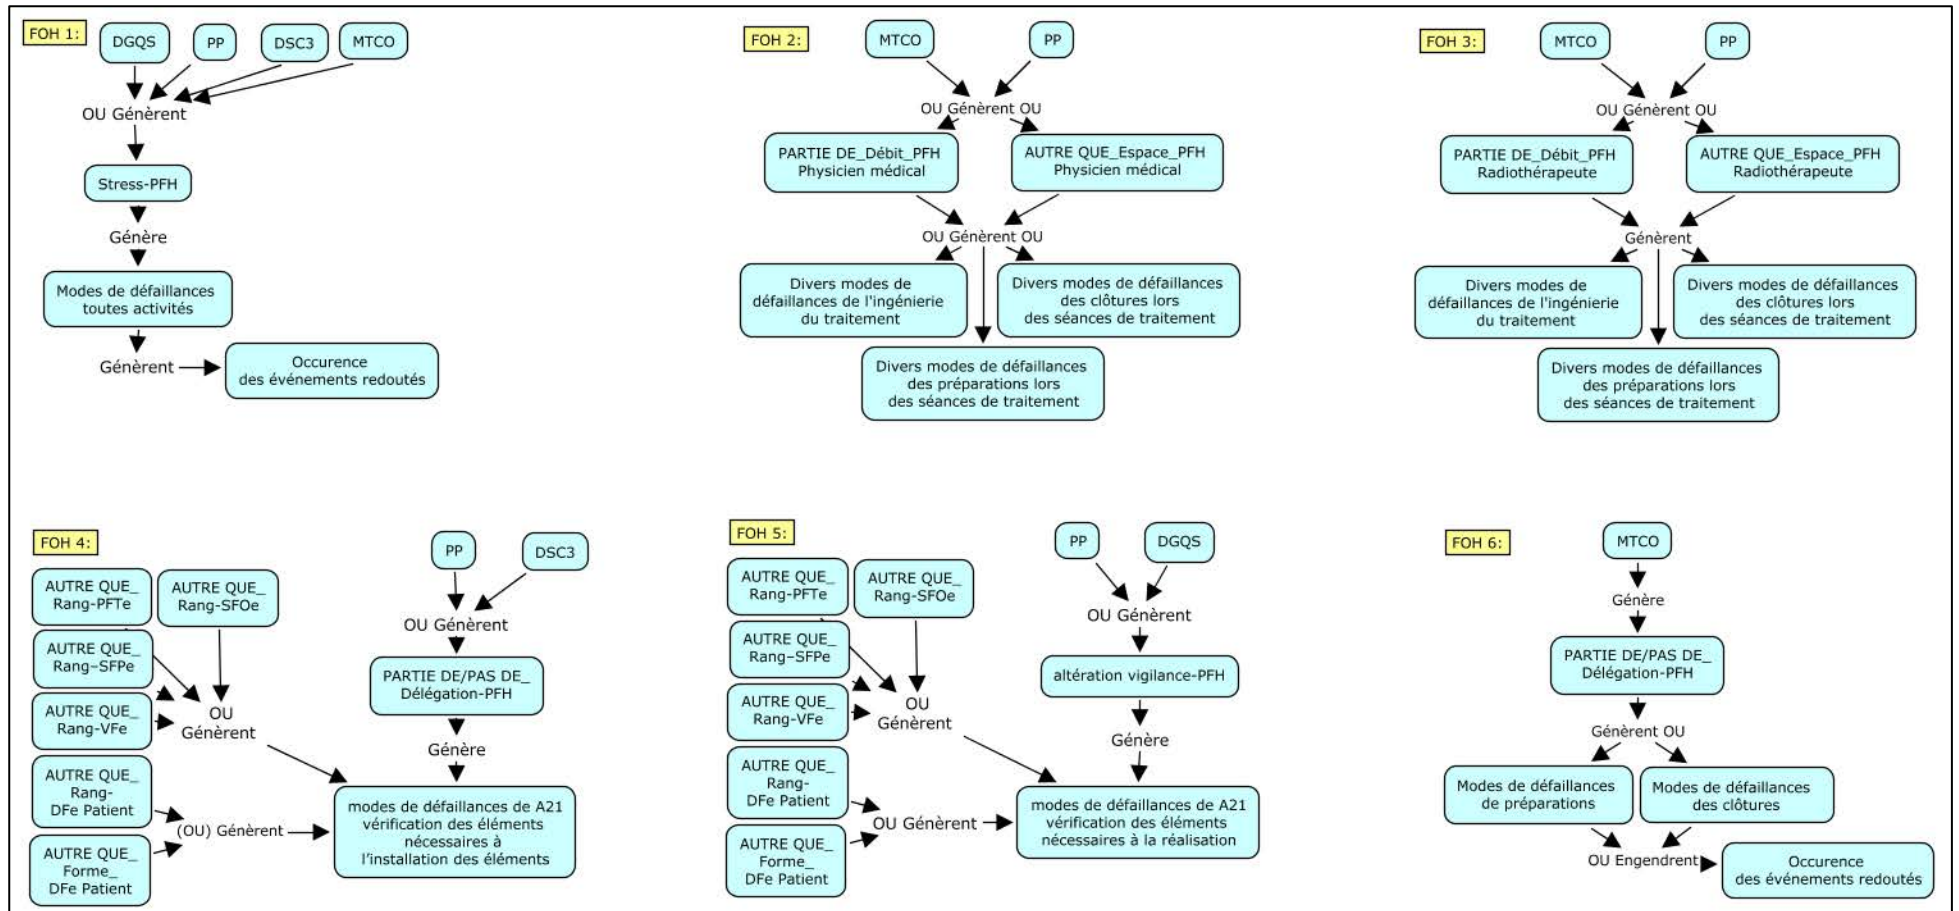 FOH 1:
DGQS
PP
DSC3
MTCO
OU Génèrent
Stress-PFH
Génère
Modes de défaillances
toutes activités
Génèrent
Occurence
des événements redoutés
FOH 2:
MTCO
PP
OU Génèrent OU
PARTIE DE_Débit_PFH
Physicien médical
AUTRE QUE_Espace_PFH
Physicien médical
OU Génèrent OU
Divers modes de
défaillances de l'ingénierie
du traitement
Divers modes de défaillances
des clôtures lors
des séances de traitement
Divers modes de défaillances
des préparations lors
des séances de traitement
FOH 3:
MTCO
PP
OU Génèrent OU
PARTIE DE_Débit_PFH
Radiothérapeute
AUTRE QUE_Espace_PFH
Radiothérapeute
Génèrent
Divers modes de
défaillances de l'ingénierie
du traitement
Divers modes de défaillances
des clôtures lors
des séances de traitement
Divers modes de défaillances
des préparations lors
des séances de traitement
FOH 4:
AUTRE QUE_
Rang-PFTe
AUTRE QUE_
Rang-SFOe
AUTRE QUE_
Rang–SFPe
AUTRE QUE_
Rang-VFe
OU
Génèrent
AUTRE QUE_
Rang-
DFe Patient
AUTRE QUE_
Forme_
DFe Patient
(OU) Génèrent
PP
DSC3
OU Génèrent
PARTIE DE/PAS DE_
Délégation-PFH
Génère
modes de défaillances de A21
vérification des éléments
nécessaires à
l'installation des éléments
FOH 5:
AUTRE QUE_
Rang-PFTe
AUTRE QUE_
Rang-SFOe
AUTRE QUE_
Rang–SFPe
AUTRE QUE_
Rang-VFe
OU
Génèrent
AUTRE QUE_
Rang-
DFe Patient
AUTRE QUE_
Forme_
DFe Patient
OU Génèrent
PP
DGQS
OU Génèrent
altération vigilance-PFH
Génère
modes de défaillances de A21
vérification des éléments
nécessaires à la réalisation
FOH 6:
MTCO
Génère
PARTIE DE/PAS DE_
Délégation-PFH
Génèrent OU
Modes de défaillances
de préparations
Modes de défaillances
des clôtures
OU Engendrent
Occurence
des événements redoutés